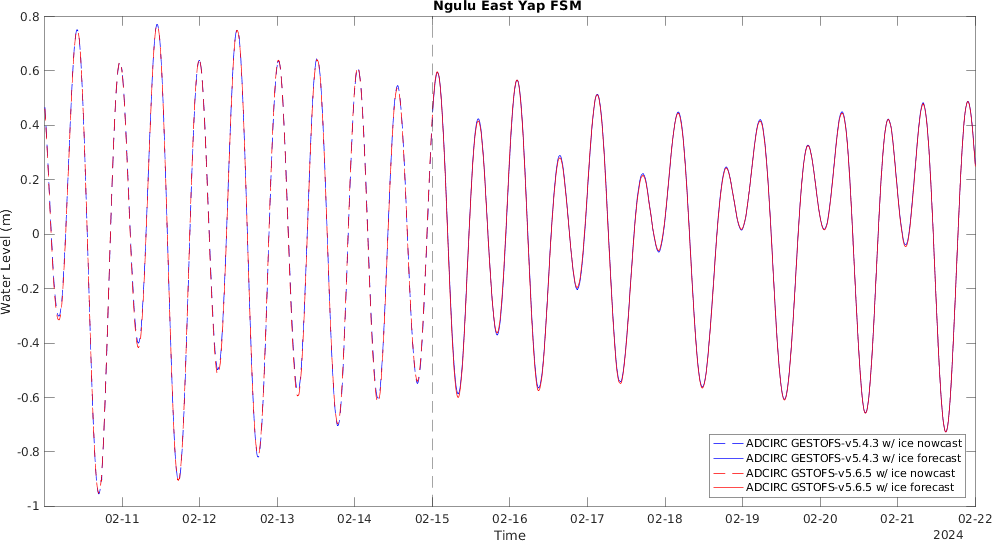 Ngulu East Yap FSM
0.8
0.6
0.4
0.2
0
-0.2
-0.4
-0.6
-0.8
-1
Water Level (m)
02-11 02-12 02-13 02-14 02-15 02-16 02-17 02-18 02-19 02-20 02-21 02-22
Time
2024
ADCIRC GESTOFS-v5.4.3 w/ ice nowcast
ADCIRC GESTOFS-v5.4.3 w/ ice forecast
ADCIRC GSTOFS-v5.6.5 w/ ice nowcast
ADCIRC GSTOFS-v5.6.5 w/ ice forecast